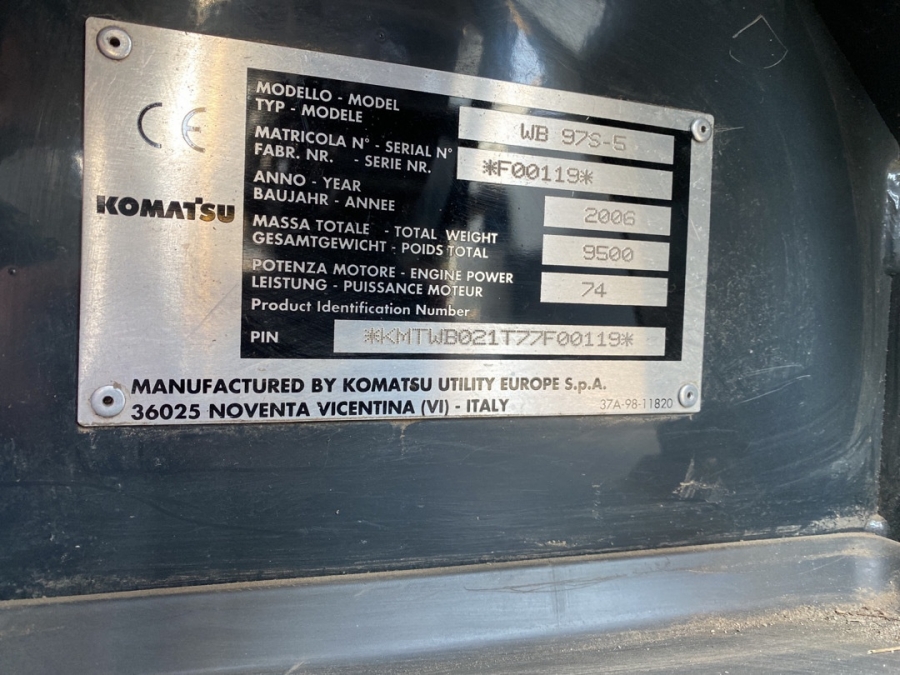 CE
KOMATSU
MODELLO - MODEL
TYP - MODELE
WB 97S-5
MATRICOLA N° - SERIAL N°
FABR. NR. - SERIE NR.
*F00119*
ANNO - YEAR
BAUJAHR - ANNEE
2006
MASSA TOTALE - TOTAL WEIGHT
GESAMTGEWICHT - POIDS TOTAL
9500
POTENZA MOTORE - ENGINE POWER
LEISTUNG - PUISSANCE MOTEUR
74
Product Identification Number
PIN *KMTWB021T77F00119*
MANUFACTURED BY KOMATSU UTILITY EUROPE S.p.A.
36025 NOVENTA VICENTINA (VI) - ITALY
37A-98-11820